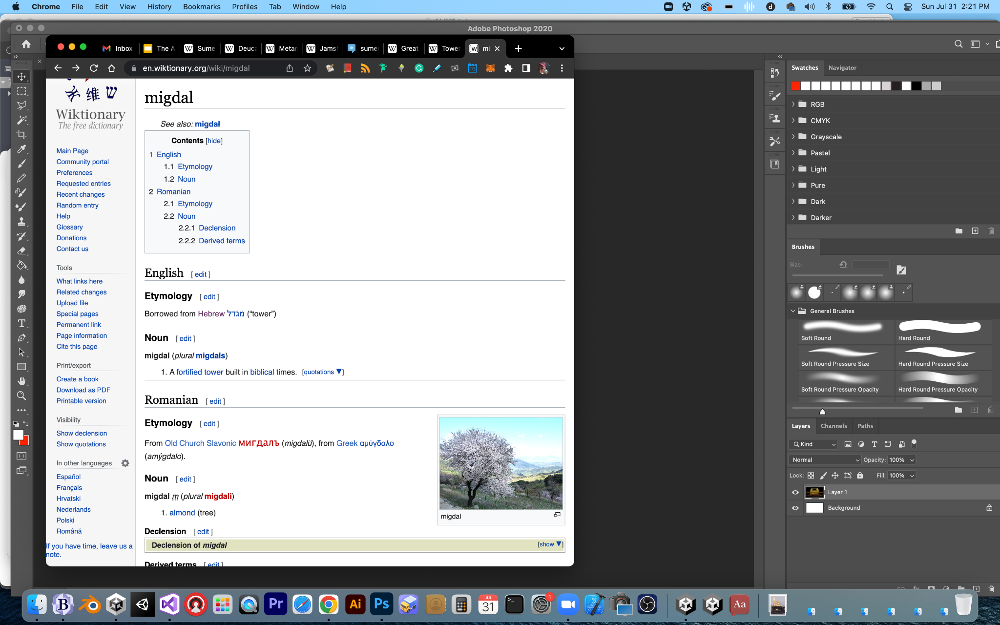 Chrome File Edit View History Bookmarks Profiles Tab Window Help
Sun Jul 31 2:21 PM
Adobe Photoshop 2020
Inbox The A Sume Deuc Metan Jamsh sumer Great Tower mi
en.wiktionary.org/wiki/migdal
Wiktionary
The free dictionary
Main Page
Community portal
Preferences
Requested entries
Recent changes
Random entry
Help
Glossary
Donations
Contact us
Tools
What links here
Related changes
Upload file
Special pages
Permanent link
Page information
Cite this page
Print/export
Create a book
Download as PDF
Printable version
Visibility
Show declension
Show quotations
In other languages
Español
Français
Hrvatski
Nederlands
Polski
Română
If you have time, leave us a
note.
migdal
See also: migdał
Contents [hide]
1 English
1.1 Etymology
1.2 Noun
2 Romanian
2.1 Etymology
2.2 Noun
2.2.1 Declension
2.2.2 Derived terms
English [ edit ]
Etymology [ edit ]
Borrowed from Hebrew מגדל (“tower”)
Noun [ edit ]
migdal (plural migdals)
1. A fortified tower built in biblical times. [quotations ▼]
Romanian [ edit ]
Etymology [ edit ]
From Old Church Slavonic мигдалъ (migdalŭ), from Greek αμύγδαλο
(amýgdalo).
Noun [ edit ]
migdal m (plural migdali)
1. almond (tree)
migdal
Declension [ edit ]
Declension of migdal [show ▼]
Derived terms [ edit ]
Swatches Navigator
RGB
CMYK
Grayscale
Pastel
Light
Pure
Dark
Darker
Brushes
Size:
General Brushes
Soft Round Hard Round
Soft Round Pressure Size Hard Round Pressure Size
Soft Round Pressure Opacity Hard Round Pressure Opacity
Layers Channels Paths
Kind
Normal Opacity: 100%
Lock: Fill: 100%
Layer 1
Background
Pr Ai Ps JUL 31 1 Aa